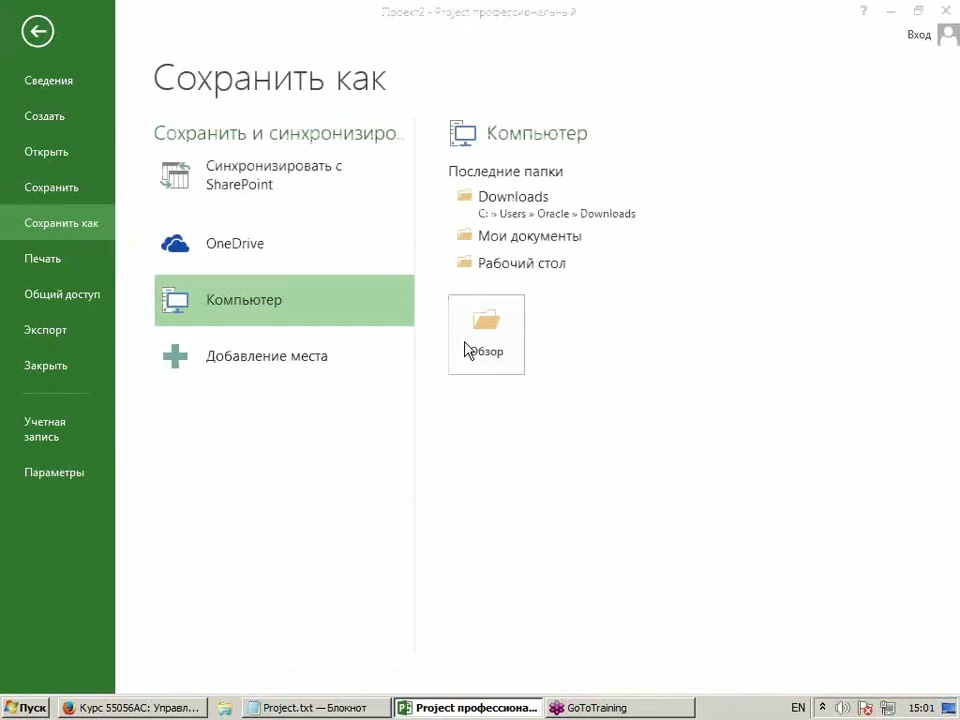 Проект2 - Project профессиональный
Вход
Сведения
Создать
Открыть
Сохранить
Сохранить как
Печать
Общий доступ
Экспорт
Закрыть
Учетная
запись
Параметры
Сохранить как
Сохранить и синхронизиро..
Синхронизировать с
SharePoint
OneDrive
Компьютер
Добавление места
Компьютер
Последние папки
Downloads
C: » Users » Oracle » Downloads
Мои документы
Рабочий стол
Обзор
Пуск
Курс 55056AC: Управл...
Project.txt — Блокнот
Project профессиона...
GoToTraining
EN
15:01